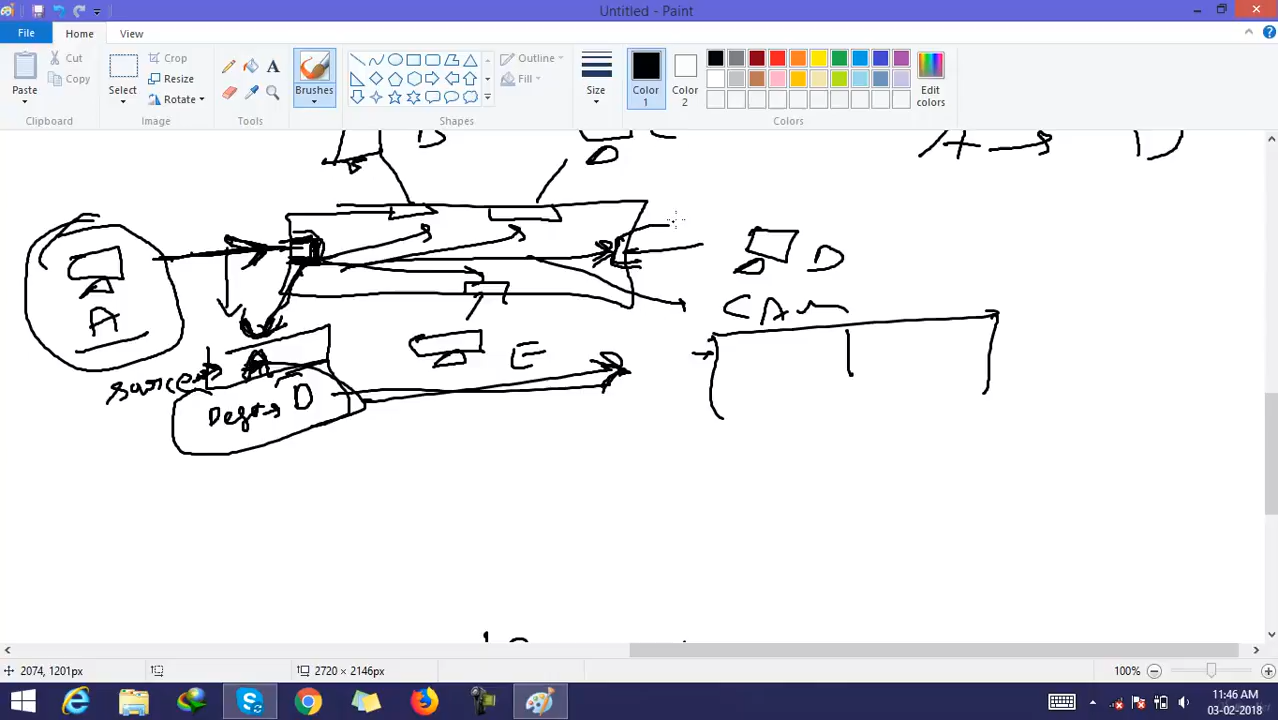 Untitled - Paint
File Home View
Paste Cut Copy Clipboard
Select Crop Resize Rotate Image
Tools
Brushes
Shapes Outline Fill
Size
Color 1
Color 2
Edit colors
Colors
B
A → D
D
A
CAM
A
E
Source →
Dest → D
2074, 1201px
2720 × 2146px
100%
11:46 AM
03-02-2018